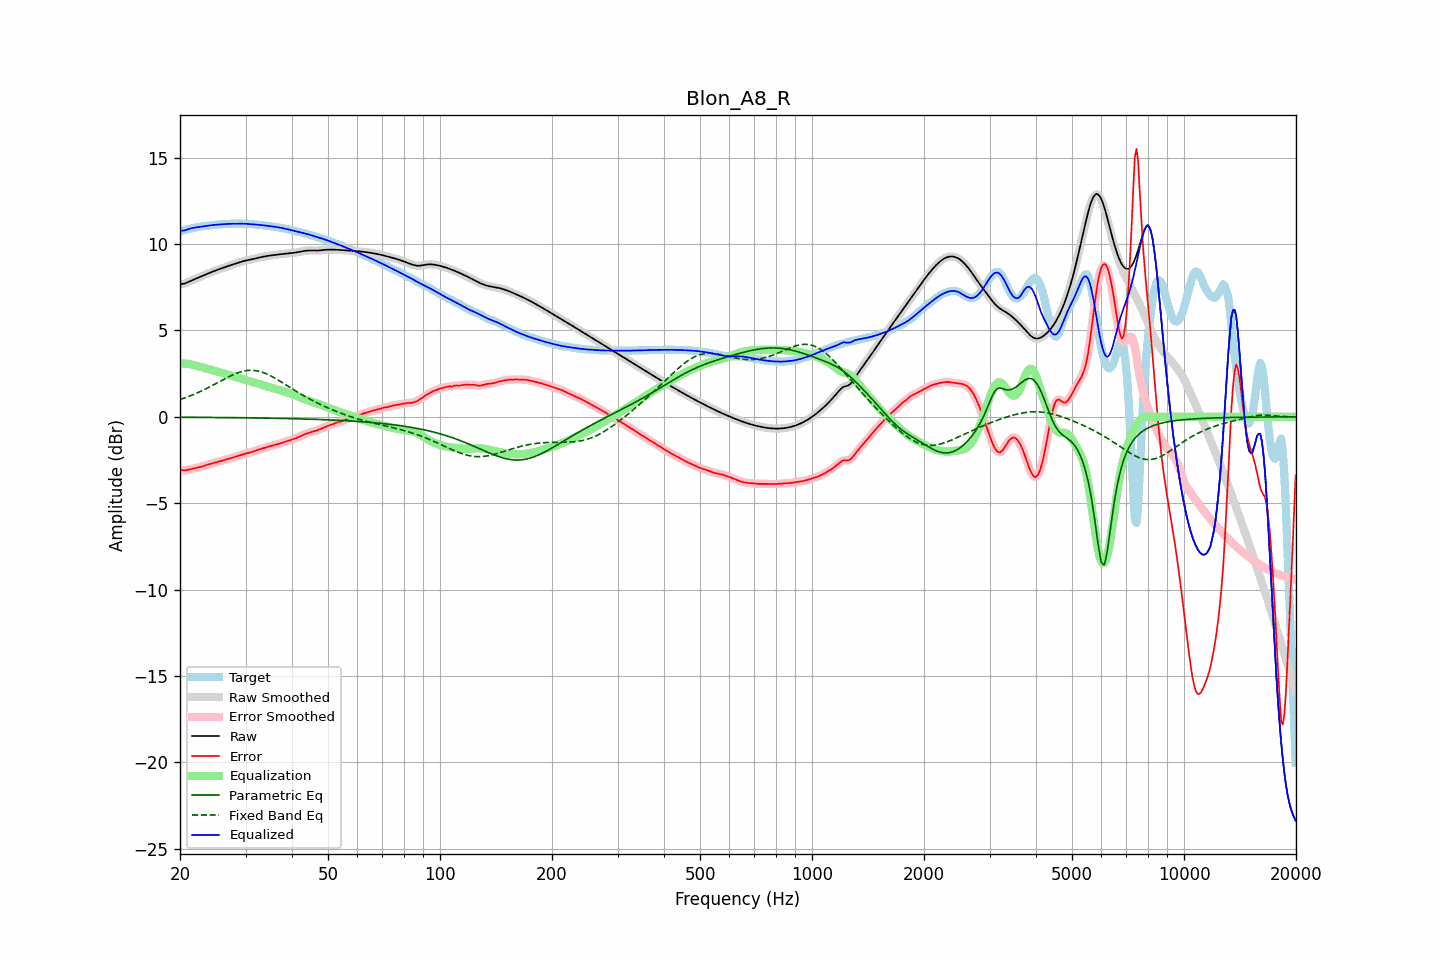 Blon_A8_R
Amplitude (dBr)
15
10
5
0
−5
−10
−15
−20
−25
Target
Raw Smoothed
Error Smoothed
Raw
Error
Equalization
Parametric Eq
Fixed Band Eq
Equalized
20 50 100 200 500 1000 2000 5000 10000 20000
Frequency (Hz)